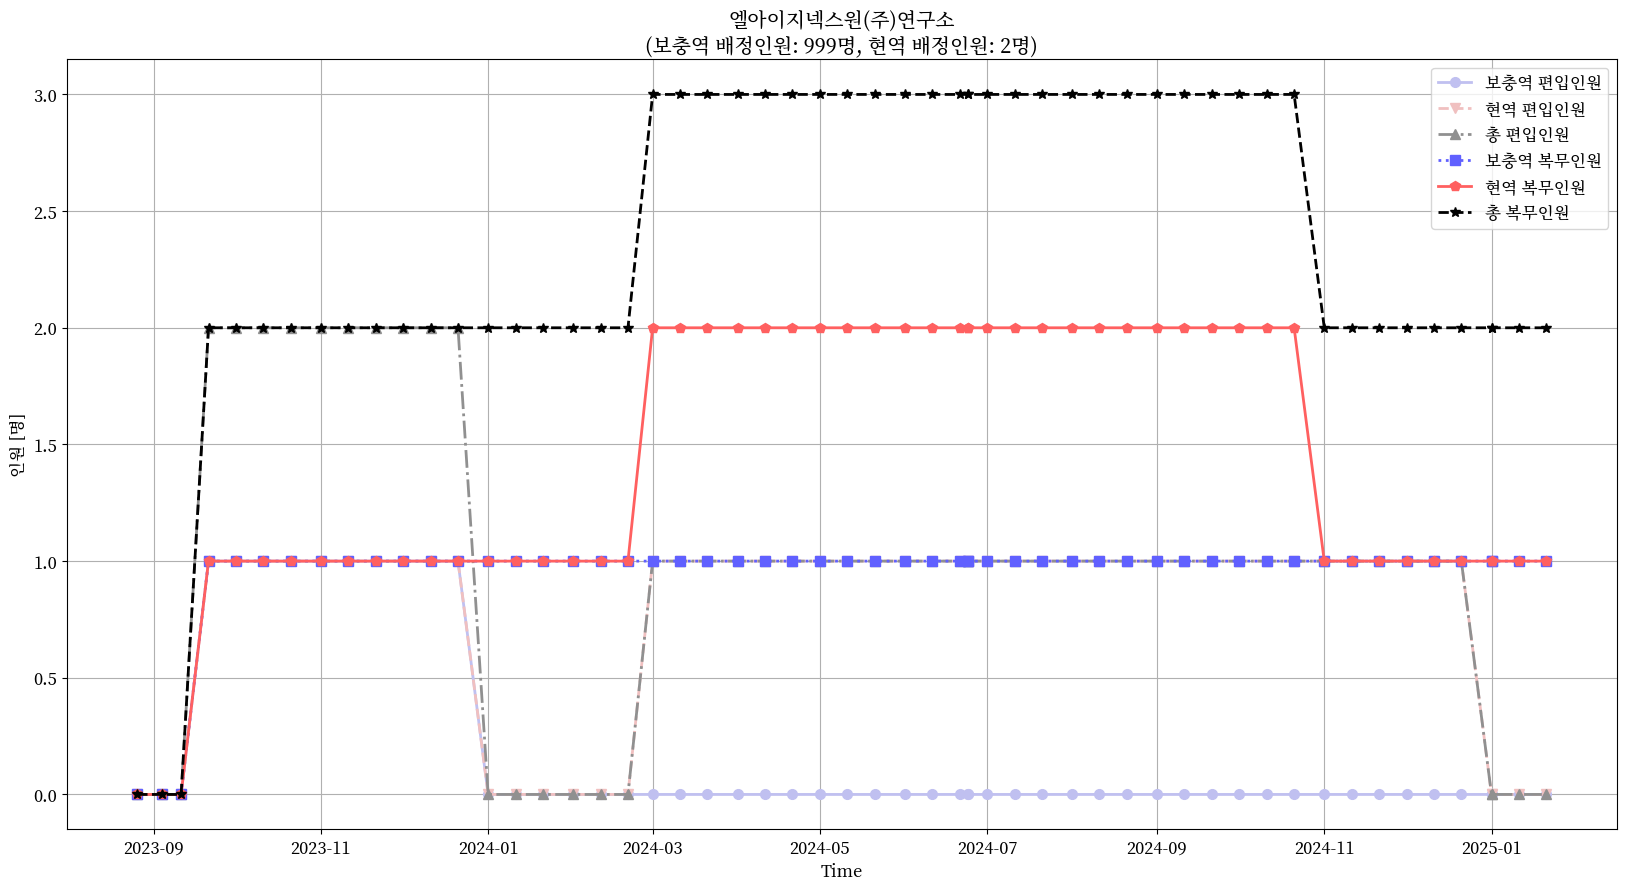 엘아이지넥스원(주)연구소
(보충역 배정인원: 999명, 현역 배정인원: 2명)
보충역 편입인원
현역 편입인원
총 편입인원
보충역 복무인원
현역 복무인원
총 복무인원
인원 [명]
3.0
2.5
2.0
1.5
1.0
0.5
0.0
2023-09
2023-11
2024-01
2024-03
2024-05
2024-07
2024-09
2024-11
2025-01
Time